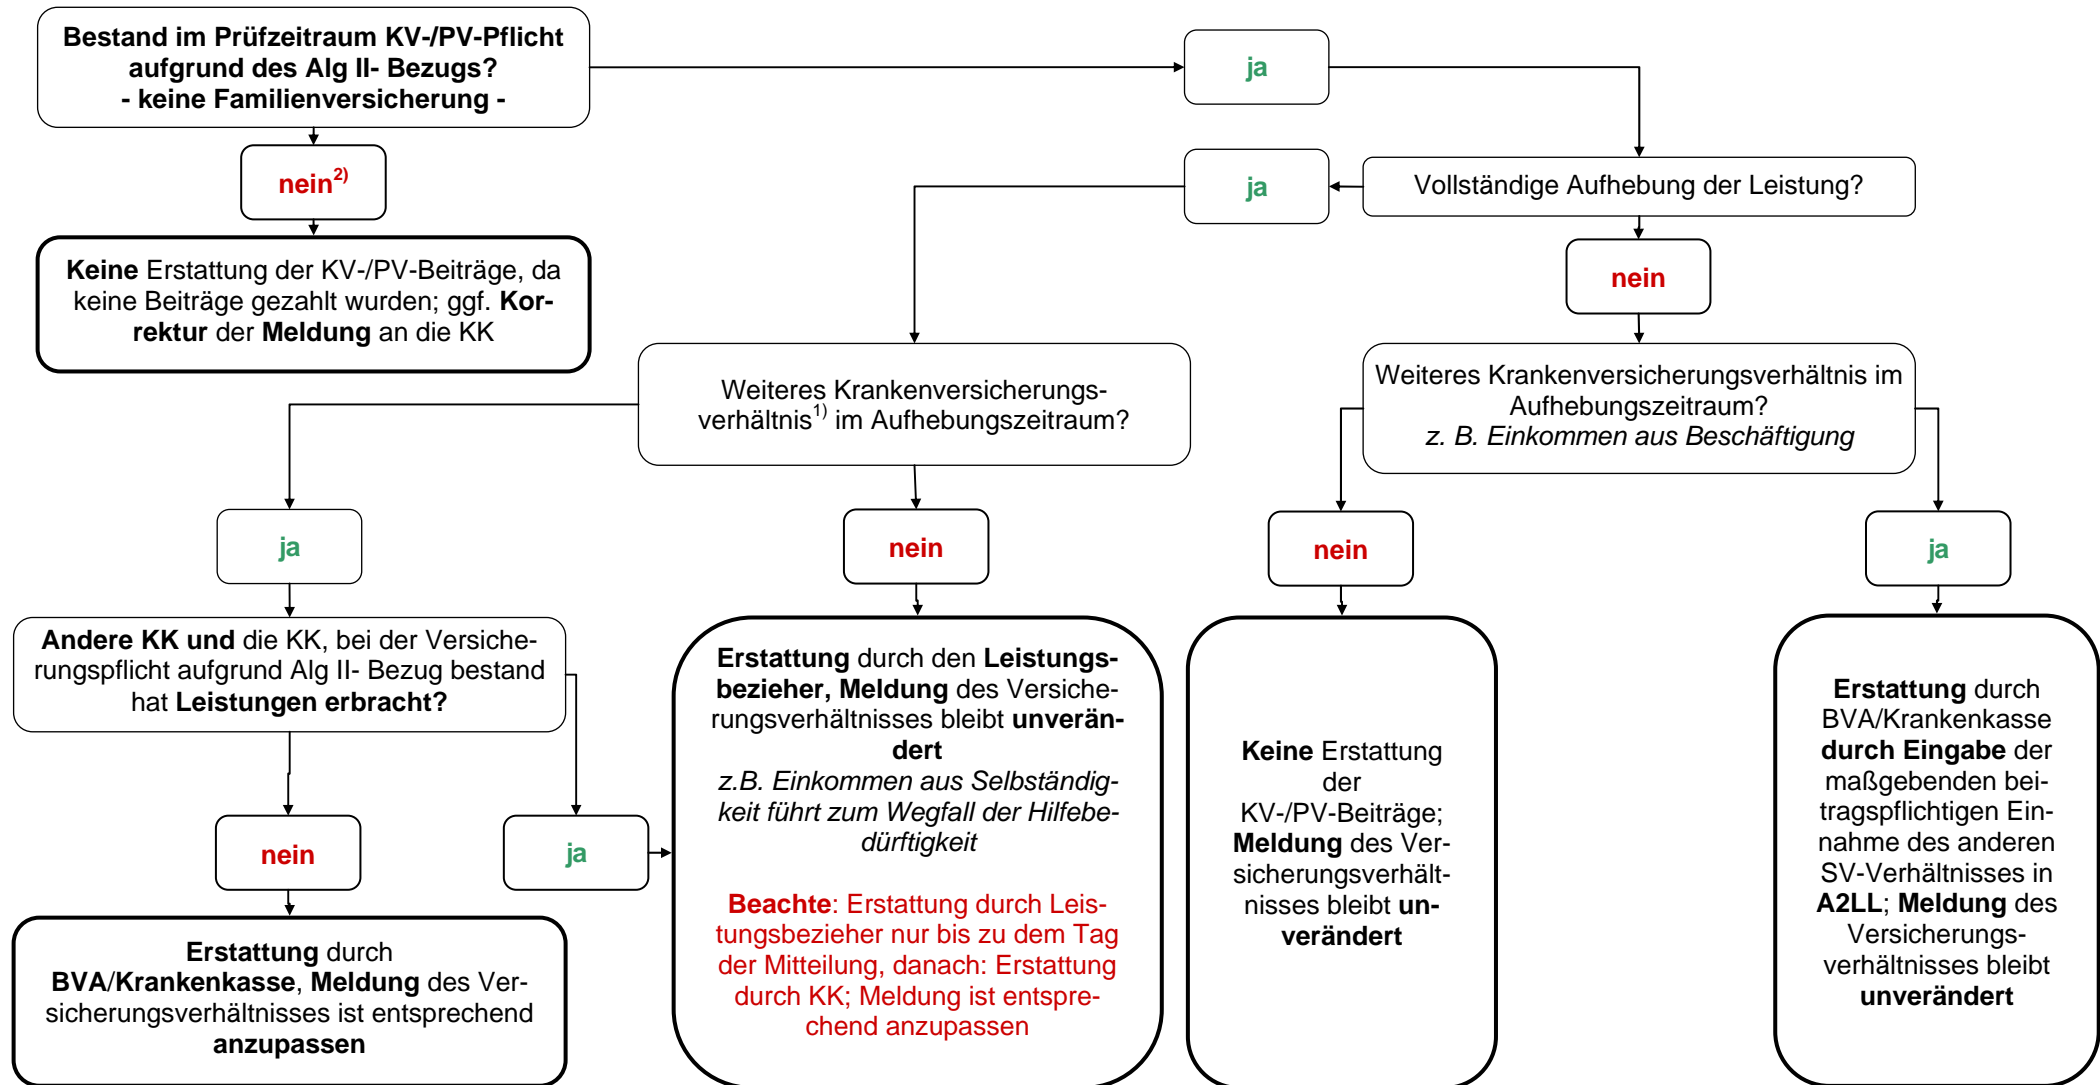 Bestand im Prüfzeitraum KV-/PV-Pflicht
aufgrund des Alg II- Bezugs?
- keine Familienversicherung -
ja
nein2)
ja
Vollständige Aufhebung der Leistung?
Keine Erstattung der KV-/PV-Beiträge, da
keine Beiträge gezahlt wurden; ggf. Kor-
rektur der Meldung an die KK
nein
Weiteres Krankenversicherungs-
verhältnis1) im Aufhebungszeitraum?
Weiteres Krankenversicherungsverhältnis im
Aufhebungszeitraum?
z. B. Einkommen aus Beschäftigung
ja
nein
nein
ja
Andere KK und die KK, bei der Versiche-
rungspflicht aufgrund Alg II- Bezug bestand
hat Leistungen erbracht?
nein
ja
Erstattung durch
BVA/Krankenkasse, Meldung des Ver-
sicherungsverhältnisses ist entsprechend
anzupassen
Erstattung durch den Leistungs-
bezieher, Meldung des Versiche-
rungsverhältnisses bleibt unverän-
dert
z.B. Einkommen aus Selbständig-
keit führt zum Wegfall der Hilfebe-
dürftigkeit
Beachte: Erstattung durch Leis-
tungsbezieher nur bis zu dem Tag
der Mitteilung, danach: Erstattung
durch KK; Meldung ist entspre-
chend anzupassen
Keine Erstattung
der
KV-/PV-Beiträge;
Meldung des Ver-
sicherungsverhält-
nisses bleibt un-
verändert
Erstattung durch
BVA/Krankenkasse
durch Eingabe der
maßgebenden bei-
tragspflichtigen Ein-
nahme des anderen
SV-Verhältnisses in
A2LL; Meldung des
Versicherungs-
verhältnisses bleibt
unverändert